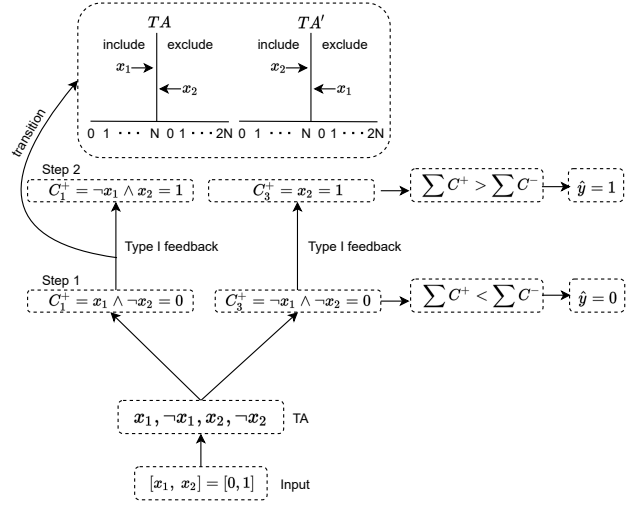 TA TA′
include exclude include exclude
x₁ x₂
x₂ x₁
0 1 ··· N 0 1 ··· 2N 0 1 ··· N 0 1 ··· 2N
transition
Step 2
C₁⁺ = ¬x₁ ∧ x₂ = 1 C₃⁺ = x₂ = 1 ∑ C⁺ > ∑ C⁻ ŷ = 1
Type I feedback Type I feedback
Step 1
C₁⁺ = x₁ ∧ ¬x₂ = 0 C₃⁺ = ¬x₁ ∧ ¬x₂ = 0 ∑ C⁺ < ∑ C⁻ ŷ = 0
x₁, ¬x₁, x₂, ¬x₂ TA
[x₁, x₂] = [0, 1] Input